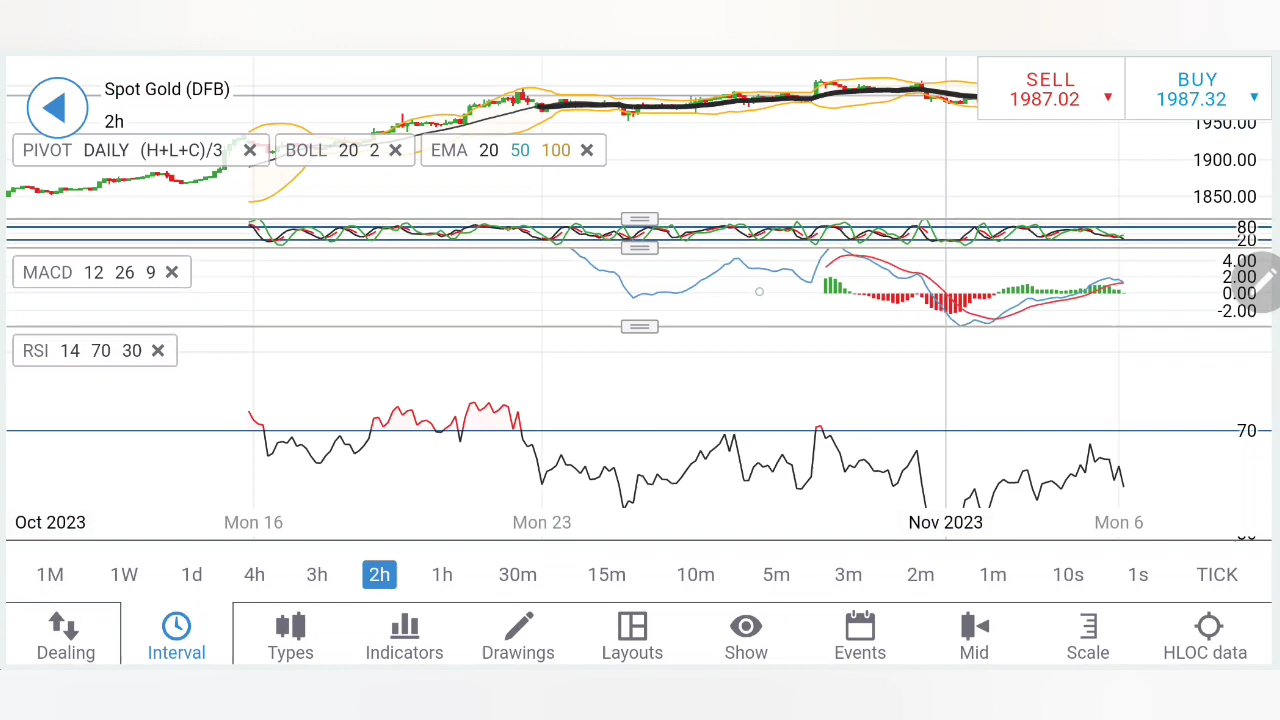 Spot Gold (DFB)
2h
SELL
1987.02
BUY
1987.32
PIVOT DAILY (H+L+C)/3
BOLL 20 2
EMA 20 50 100
1950.00
1900.00
1850.00
80
20
MACD 12 26 9
4.00
2.00
0.00
-2.00
RSI 14 70 30
70
Oct 2023 Mon 16 Mon 23 Nov 2023 Mon 6
1M 1W 1d 4h 3h 2h 1h 30m 15m 10m 5m 3m 2m 1m 10s 1s TICK
Dealing Interval Types Indicators Drawings Layouts Show Events Mid Scale HLOC data